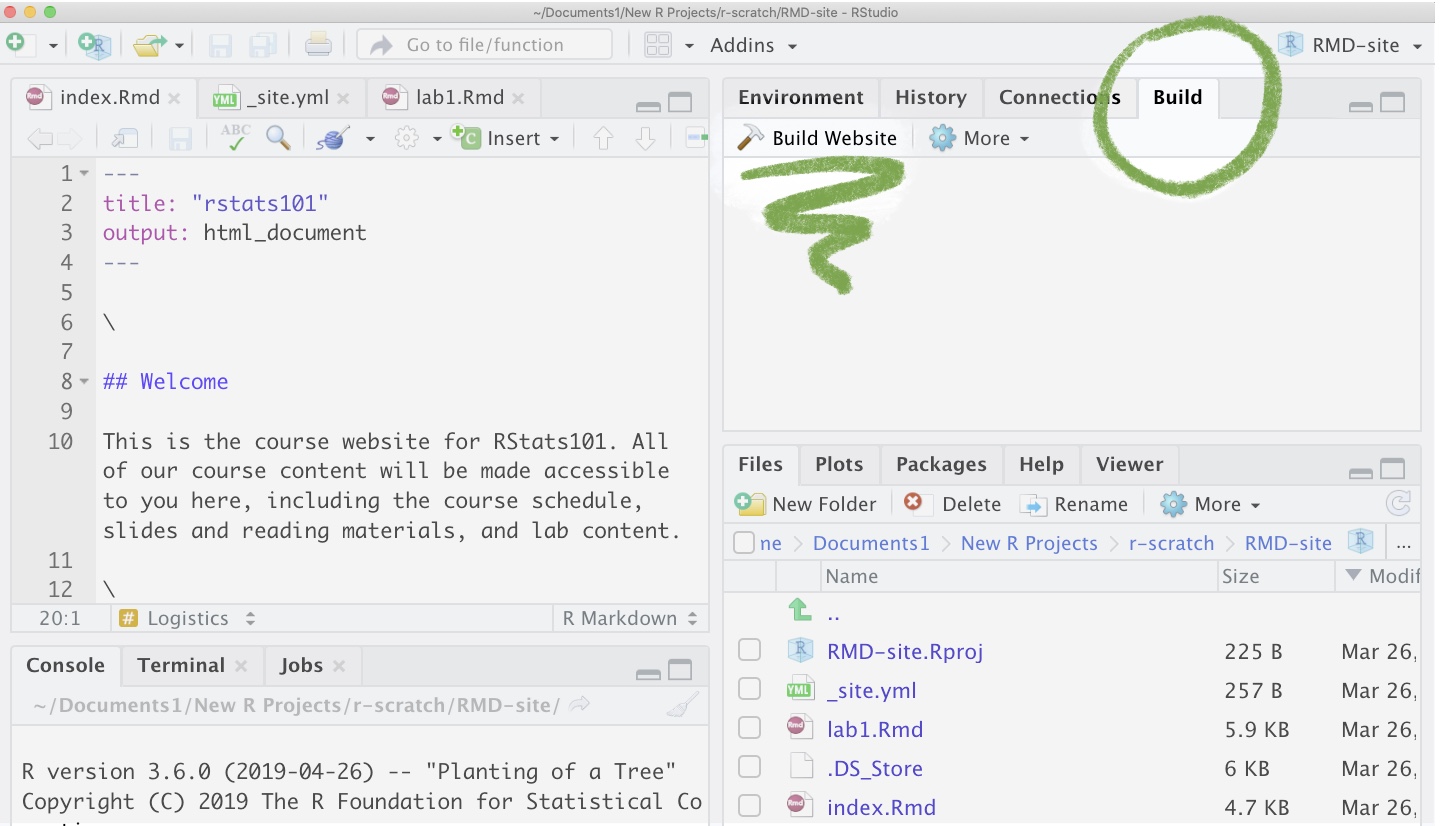 ~/Documents1/New R Projects/r-scratch/RMD-site - RStudio
Go to file/function
Addins
RMD-site
index.Rmd
_site.yml
lab1.Rmd
ABC
Insert
1 ---
2 title: "rstats101"
3 output: html_document
4 ---
5
6 \
7
8 ## Welcome
9
10 This is the course website for RStats101. All
of our course content will be made accessible
to you here, including the course schedule,
slides and reading materials, and lab content.
11
12 \
20:1 # Logistics R Markdown
Console Terminal Jobs
~/Documents1/New R Projects/r-scratch/RMD-site/
R version 3.6.0 (2019-04-26) -- "Planting of a Tree"
Copyright (C) 2019 The R Foundation for Statistical Co
Environment History Connections Build
Build Website More
Files Plots Packages Help Viewer
New Folder Delete Rename More
ne Documents1 New R Projects r-scratch RMD-site ...
Name Size Modif
..
RMD-site.Rproj 225 B Mar 26,
YML _site.yml 257 B Mar 26,
Rmd lab1.Rmd 5.9 KB Mar 26,
.DS_Store 6 KB Mar 26,
Rmd index.Rmd 4.7 KB Mar 26,